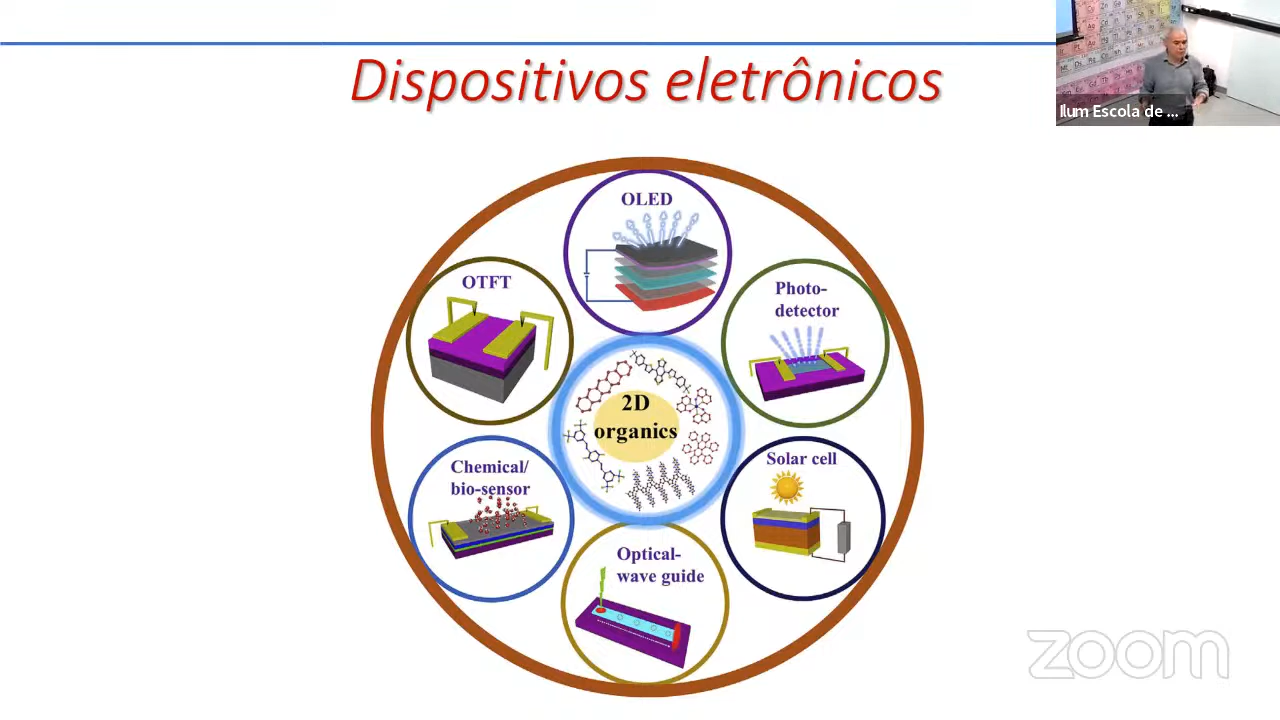 Dispositivos eletrônicos
Ilum Escola de ...
OLED
OTFT
Photo-
detector
2D
organics
Chemical/
bio-sensor
Solar cell
Optical-
wave guide
zoom